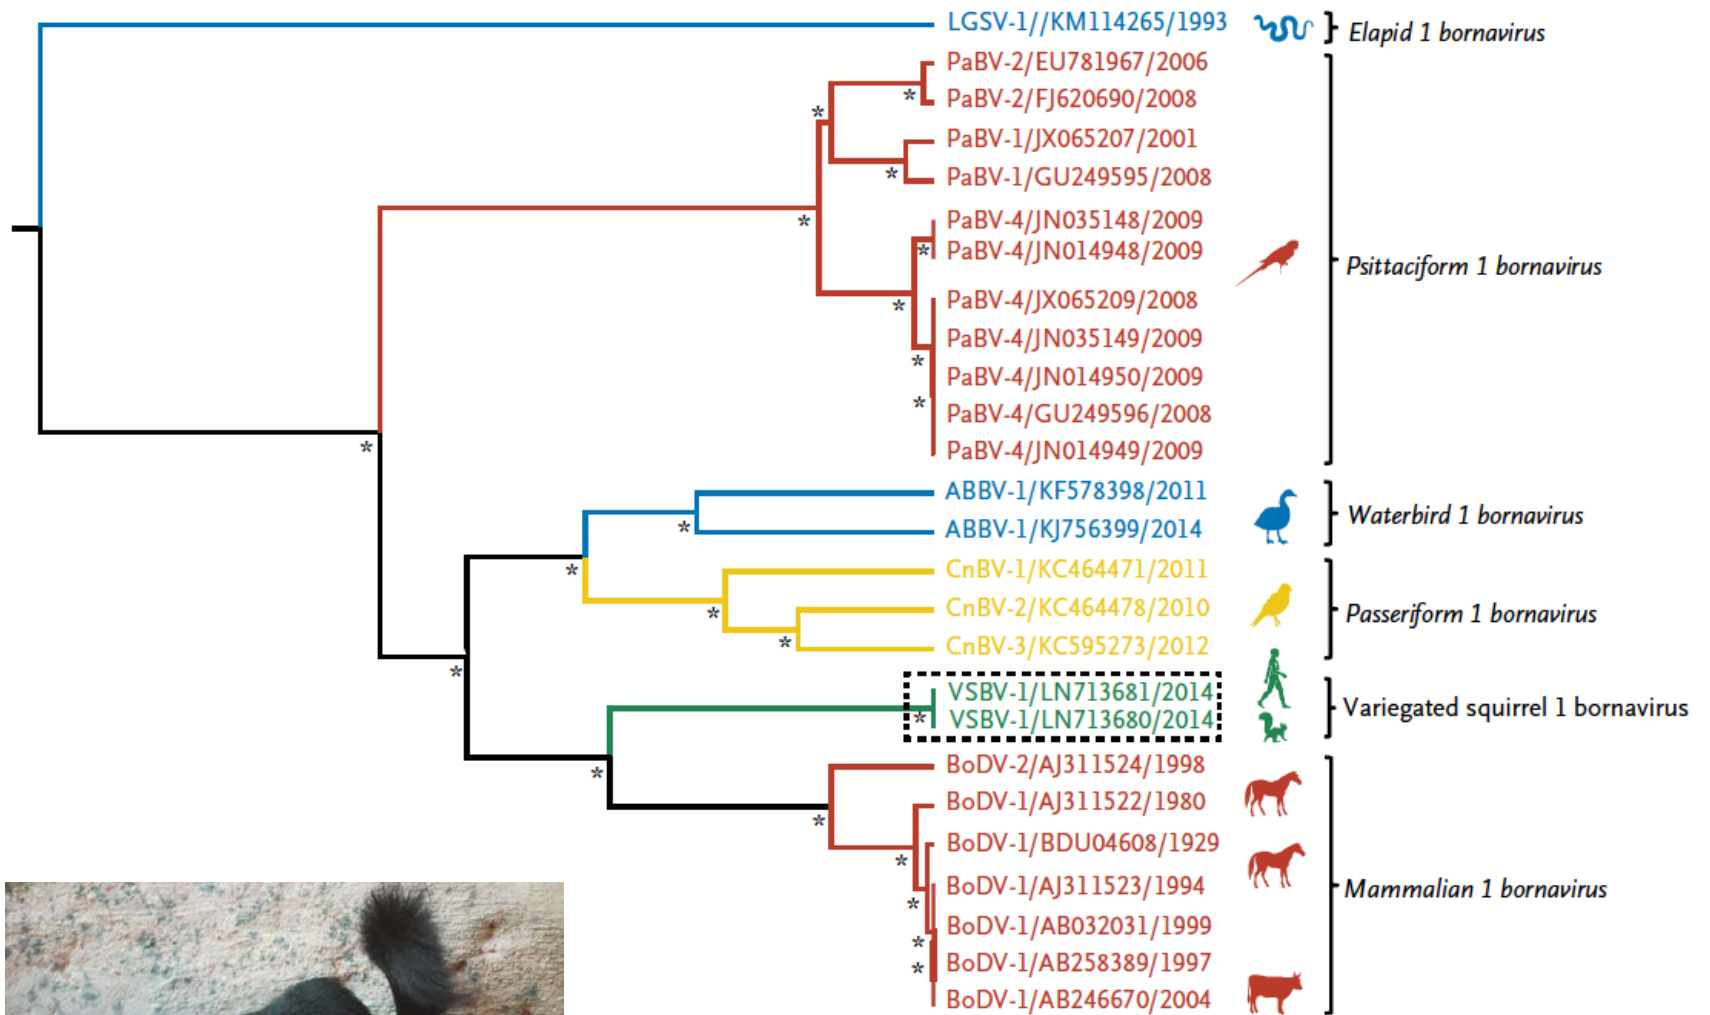 LGSV-1//KM114265/1993
Elapid 1 bornavirus
PaBV-2/EU781967/2006
PaBV-2/FJ620690/2008
PaBV-1/JX065207/2001
PaBV-1/GU249595/2008
PaBV-4/JN035148/2009
PaBV-4/JN014948/2009
Psittaciform 1 bornavirus
PaBV-4/JX065209/2008
PaBV-4/JN035149/2009
PaBV-4/JN014950/2009
PaBV-4/GU249596/2008
PaBV-4/JN014949/2009
ABBV-1/KF578398/2011
Waterbird 1 bornavirus
ABBV-1/KJ756399/2014
CnBV-1/KC464471/2011
CnBV-2/KC464478/2010
Passeriform 1 bornavirus
CnBV-3/KC595273/2012
VSBV-1/LN713681/2014
Variegated squirrel 1 bornavirus
VSBV-1/LN713680/2014
BoDV-2/AJ311524/1998
BoDV-1/AJ311522/1980
BoDV-1/BDU04608/1929
BoDV-1/AJ311523/1994
Mammalian 1 bornavirus
BoDV-1/AB032031/1999
BoDV-1/AB258389/1997
BoDV-1/AB246670/2004